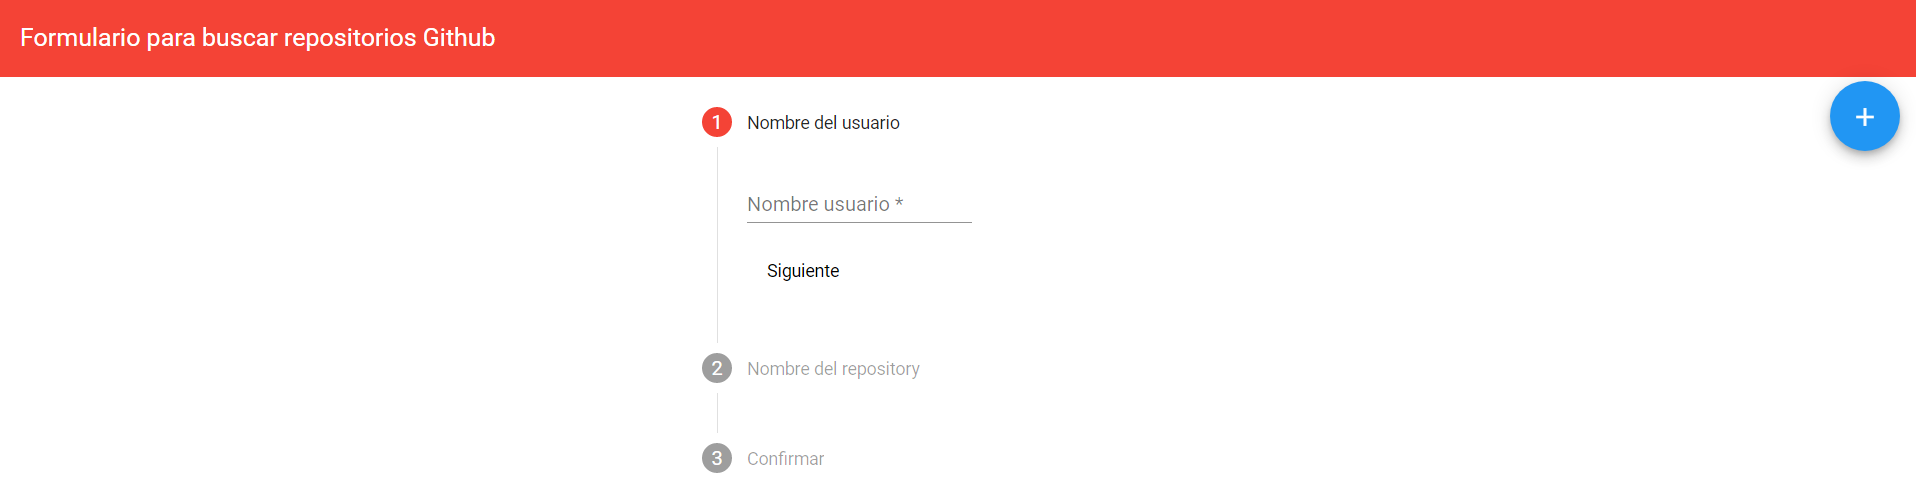 Formulario para buscar repositorios Github
+
1 Nombre del usuario
Nombre usuario *
Siguiente
2 Nombre del repository
3 Confirmar